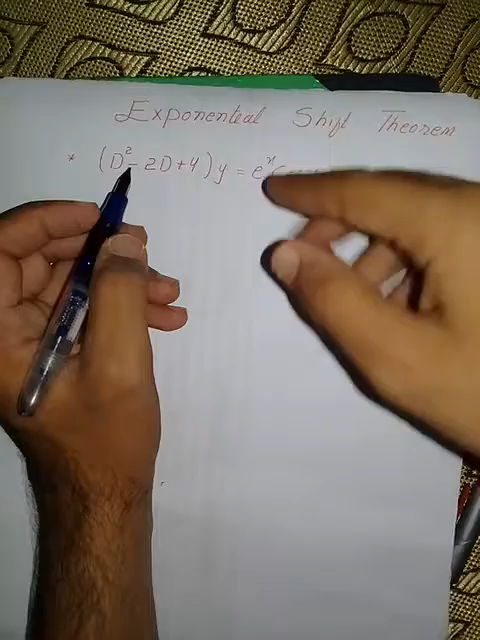 Exponential Shift Theorem
* (D² - 2D + 4) y = eˣ